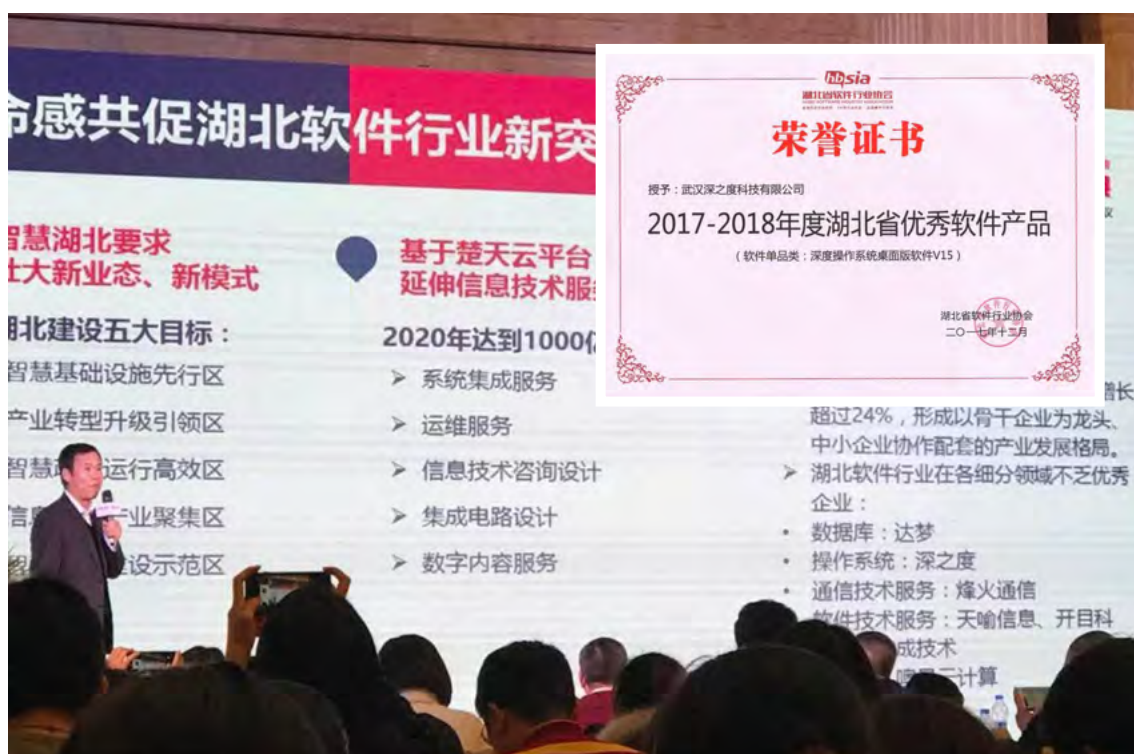 命感共促湖北软件行业新突
智慧湖北要求
壮大新业态、新模式
湖北建设五大目标：
智慧基础设施先行区
产业转型升级引领区
智慧 运行高效区
信息 业聚集区
设示范区
基于楚天云平台
延伸信息技术服务
2020年达到1000亿
➢ 系统集成服务
➢ 运维服务
➢ 信息技术咨询设计
➢ 集成电路设计
➢ 数字内容服务
hbsia
湖北省软件行业协会
荣誉证书
授予：武汉深之度科技有限公司
2017-2018年度湖北省优秀软件产品
（软件单品类：深度操作系统桌面版软件V15）
湖北省软件行业协会
二〇一七年十二月
增长
超过24%，形成以骨干企业为龙头、
中小企业协作配套的产业发展格局。
➢ 湖北软件行业在各细分领域不乏优秀
企业：
• 数据库：达梦
• 操作系统：深之度
• 通信技术服务：烽火通信
软件技术服务：天喻信息、开目科
成技术
云计算